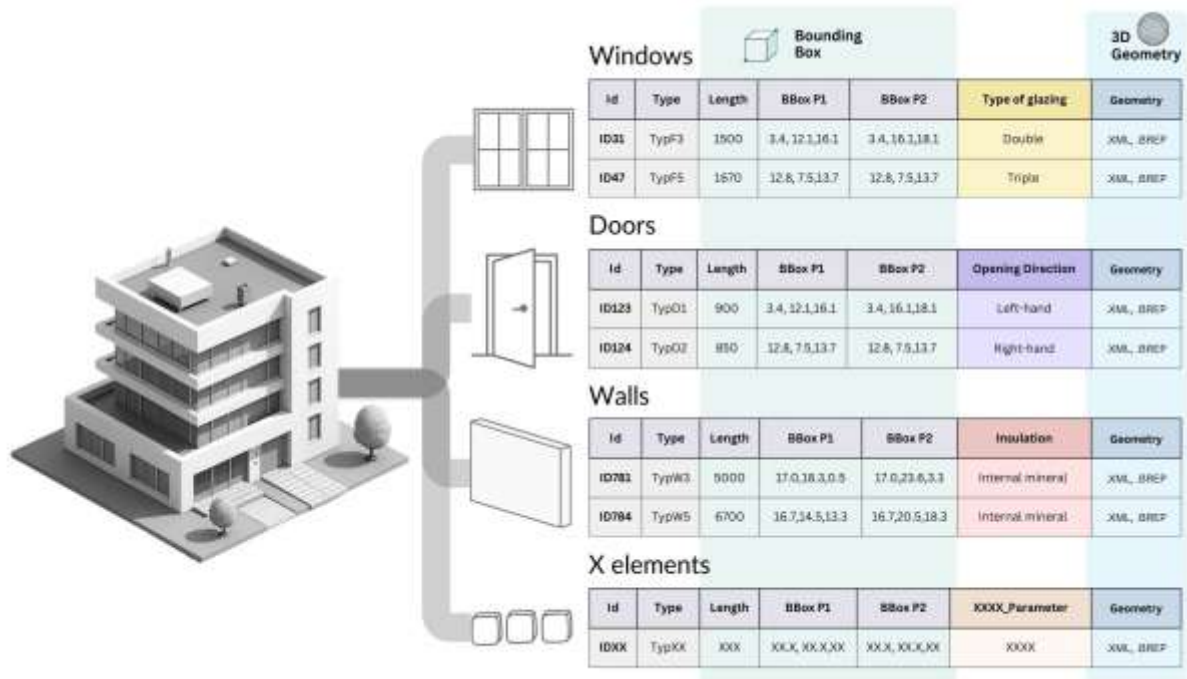 Bounding
Box
3D
Geometry
Windows
Id Type Length BBox P1 BBox P2 Type of glazing Geometry
ID31 TypF3 1500 3.4, 12.1,16.1 3.4, 16.1,18.1 Double XML, BREP
ID47 TypF5 1670 12.8, 7.5,13.7 12.8, 7.5,13.7 Triple XML, BREP
Doors
Id Type Length BBox P1 BBox P2 Opening Direction Geometry
ID123 TypD1 900 3.4, 12.1,16.1 3.4, 16.1,18.1 Left-hand XML, BREP
ID124 TypD2 850 12.8, 7.5,13.7 12.8, 7.5,13.7 Right-hand XML, BREP
Walls
Id Type Length BBox P1 BBox P2 Insulation Geometry
ID781 TypW3 5000 17.0,18.3,0.5 17.0,23.6,3.3 Internal mineral XML, BREP
ID784 TypW5 6700 16.7,14.5,13.3 16.7,20.5,18.3 Internal mineral XML, BREP
X elements
Id Type Length BBox P1 BBox P2 XXXX_Parameter Geometry
IDXX TypXX XXX XX.X, XX.X,XX XX.X, XX.X,XX XXXX XML, BREP